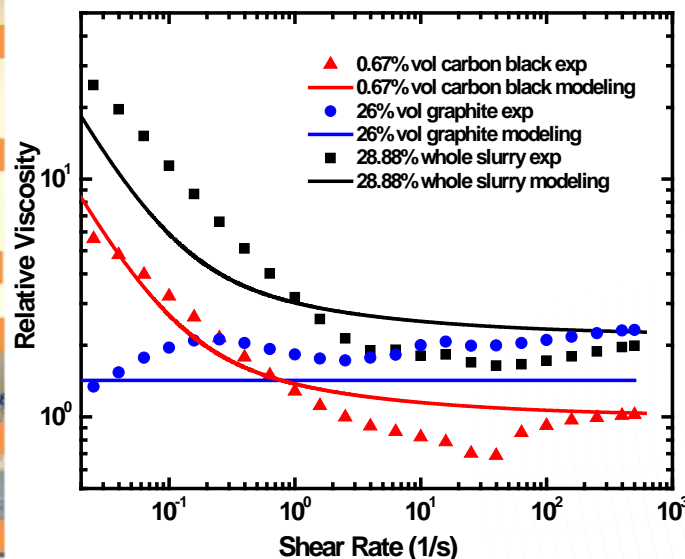 0.67% vol carbon black exp
0.67% vol carbon black modeling
26% vol graphite exp
26% vol graphite modeling
28.88% whole slurry exp
28.88% whole slurry modeling
10¹
10⁰
Relative Viscosity
10⁻¹ 10⁰ 10¹ 10² 10³
Shear Rate (1/s)